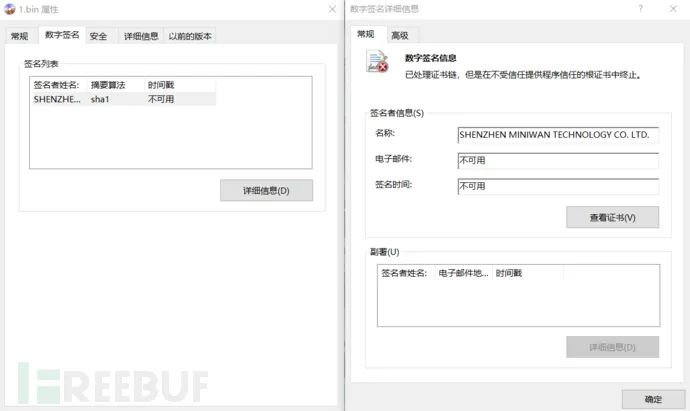 1.bin 属性
常规 数字签名 安全 详细信息 以前的版本
签名列表
签名者姓名: 摘要算法 时间戳
SHENZHE... sha1 不可用
详细信息(D)
数字签名详细信息
常规 高级
数字签名信息
已处理证书链，但是在不受信任提供程序信任的根证书中终止。
签名者信息(S)
名称: SHENZHEN MINIWAN TECHNOLOGY CO. LTD.
电子邮件: 不可用
签名时间: 不可用
查看证书(V)
副署(U)
签名者姓名: 电子邮件地... 时间戳
详细信息(D)
确定
FREEBUF